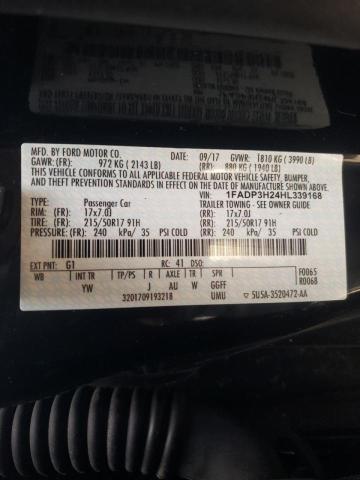 MFD. BY FORD MOTOR CO.
09/17 GVWR: 1810 KG ( 3990 LB)
GAWR: (FR): 972 KG ( 2143 LB) (RR): 880 KG ( 1940 LB)
THIS VEHICLE CONFORMS TO ALL APPLICABLE FEDERAL MOTOR VEHICLE SAFETY, BUMPER,
AND THEFT PREVENTION STANDARDS IN EFFECT ON THE DATE OF MANUFACTURE SHOWN ABOVE.
VIN: 1FADP3H24HL339168
TYPE: Passenger Car TRAILER TOWING - SEE OWNER GUIDE
RIM: 17x7.0J 17x7.0J
TIRE: (FR): 215/50R17 91H (RR): 215/50R17 91H
PRESSURE: (FR) 240 kPa/ 35 PSI COLD (RR) 240 kPa/ 35 PSI COLD
EXT PNT: G1 RC: 41 DSO: F0065
WB INT TR TP/PS R AXLE TR SPR R0068
YW J AU W GGFF
3201709193218 UMU 5U5A-3520472-AA